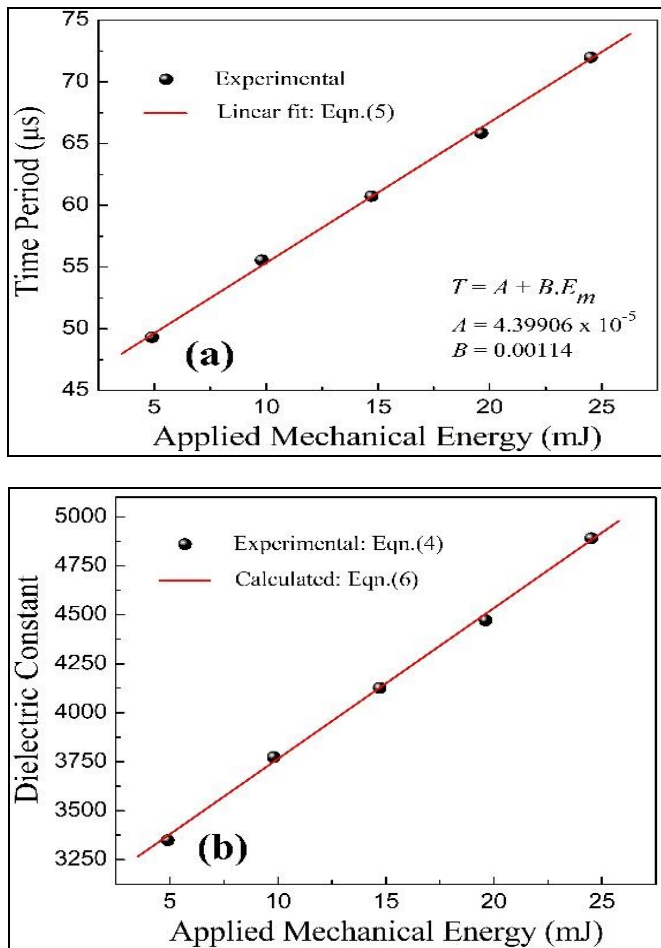 75
70
65
60
55
50
45
Time Period (μs)
Experimental
Linear fit: Eqn.(5)
T = A + B.E_m
A = 4.39906 x 10^-5
B = 0.00114
(a)
5 10 15 20 25
Applied Mechanical Energy (mJ)
5000
4750
4500
4250
4000
3750
3500
3250
Dielectric Constant
Experimental: Eqn.(4)
Calculated: Eqn.(6)
(b)
5 10 15 20 25
Applied Mechanical Energy (mJ)